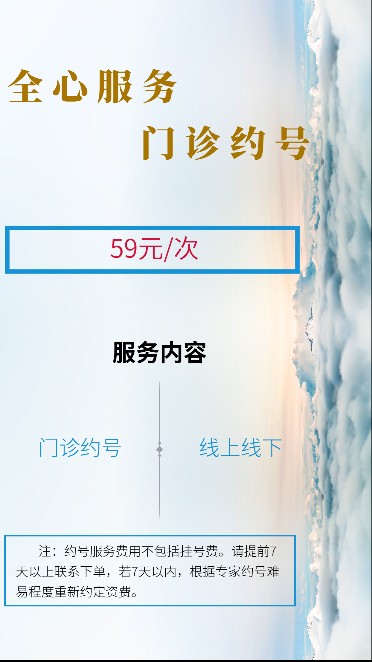 全心服务
门诊约号
59元/次
服务内容
门诊约号
线上线下
注：约号服务费用不包括挂号费。请提前7
天以上联系下单，若7天以内，根据专家约号难
易程度重新约定资费。